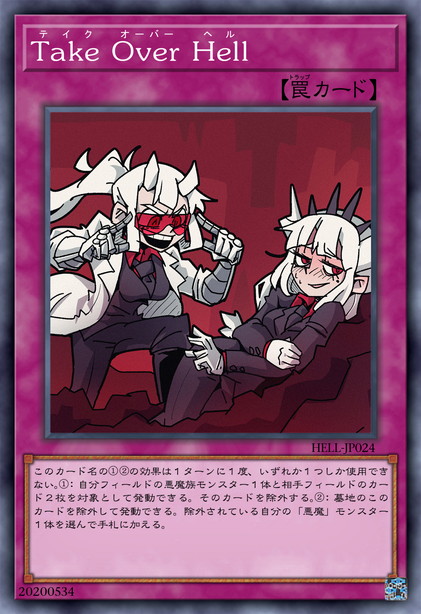 テイク オーバー ヘル
Take Over Hell
トラップ
【罠カード】
HELL-JP024
このカード名の①②の効果は１ターンに１度、いずれか１つしか使用でき
ない。①：自分フィールドの悪魔族モンスター１体と相手フィールドのカー
ド２枚を対象として発動できる。そのカードを除外する。②：墓地のこの
カードを除外して発動できる。除外されている自分の「悪魔」モンスター
１体を選んで手札に加える。
20200534